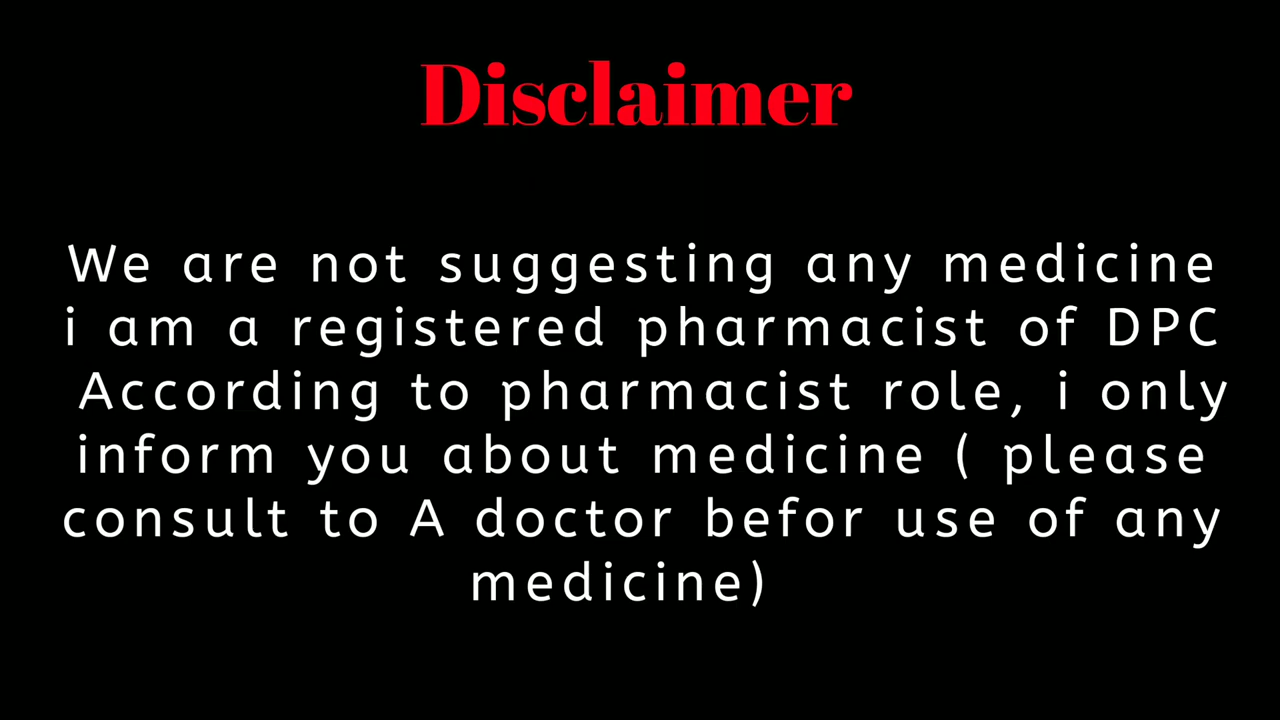 Disclaimer
We are not suggesting any medicine
i am a registered pharmacist of DPC
According to pharmacist role, i only
inform you about medicine ( please
consult to A doctor befor use of any
medicine)